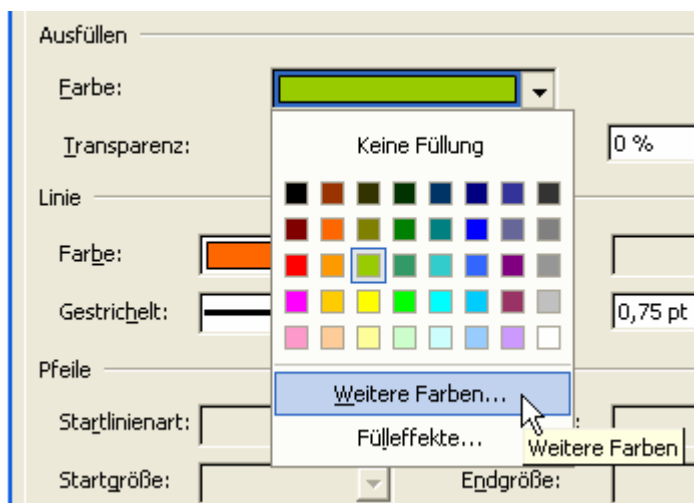 Ausfüllen
Farbe:
Transparenz:
Keine Füllung
0 %
Linie
Farbe:
Gestrichelt:
0,75 pt
Pfeile
Weitere Farben...
Startlinienart:
Fülleffekte...
:
Weitere Farben
Startgröße:
Endgröße: